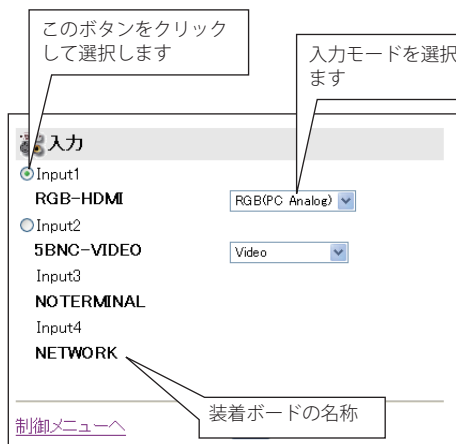 このボタンをクリック
して選択します
入力モードを選択
ます
入力
Input1
RGB-HDMI
RGB(PC Analog)
Input2
5BNC-VIDEO
Video
Input3
NOTERMINAL
Input4
NETWORK
装着ボードの名称
制御メニューへ